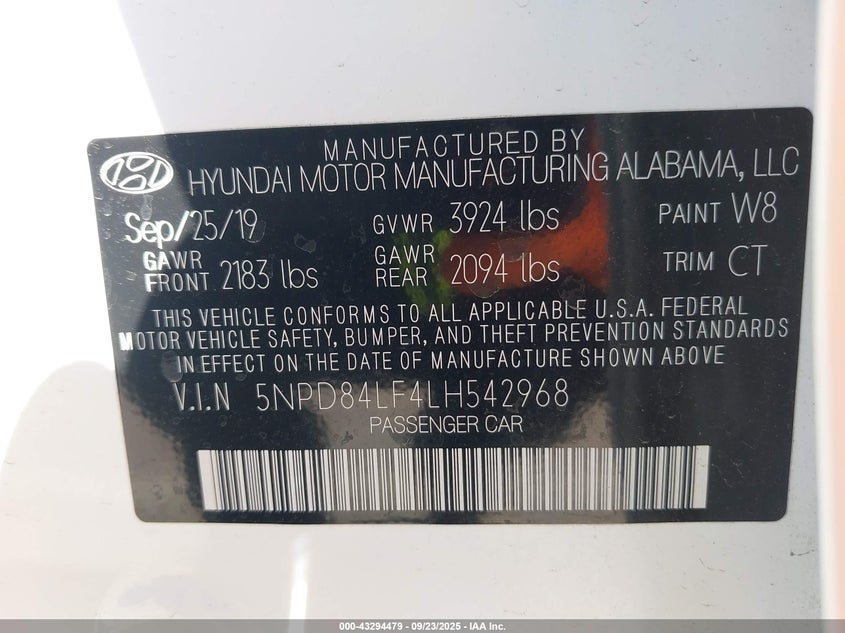 MANUFACTURED BY
HYUNDAI MOTOR MANUFACTURING ALABAMA, LLC
Sep/25/19 GVWR 3924 lbs PAINT W8
GAWR FRONT 2183 lbs GAWR REAR 2094 lbs TRIM CT
THIS VEHICLE CONFORMS TO ALL APPLICABLE U.S.A. FEDERAL
MOTOR VEHICLE SAFETY, BUMPER, AND THEFT PREVENTION STANDARDS
IN EFFECT ON THE DATE OF MANUFACTURE SHOWN ABOVE
V.I.N 5NPD84LF4LH542968
PASSENGER CAR
000-43294479 - 09/23/2025 - IAA Inc.